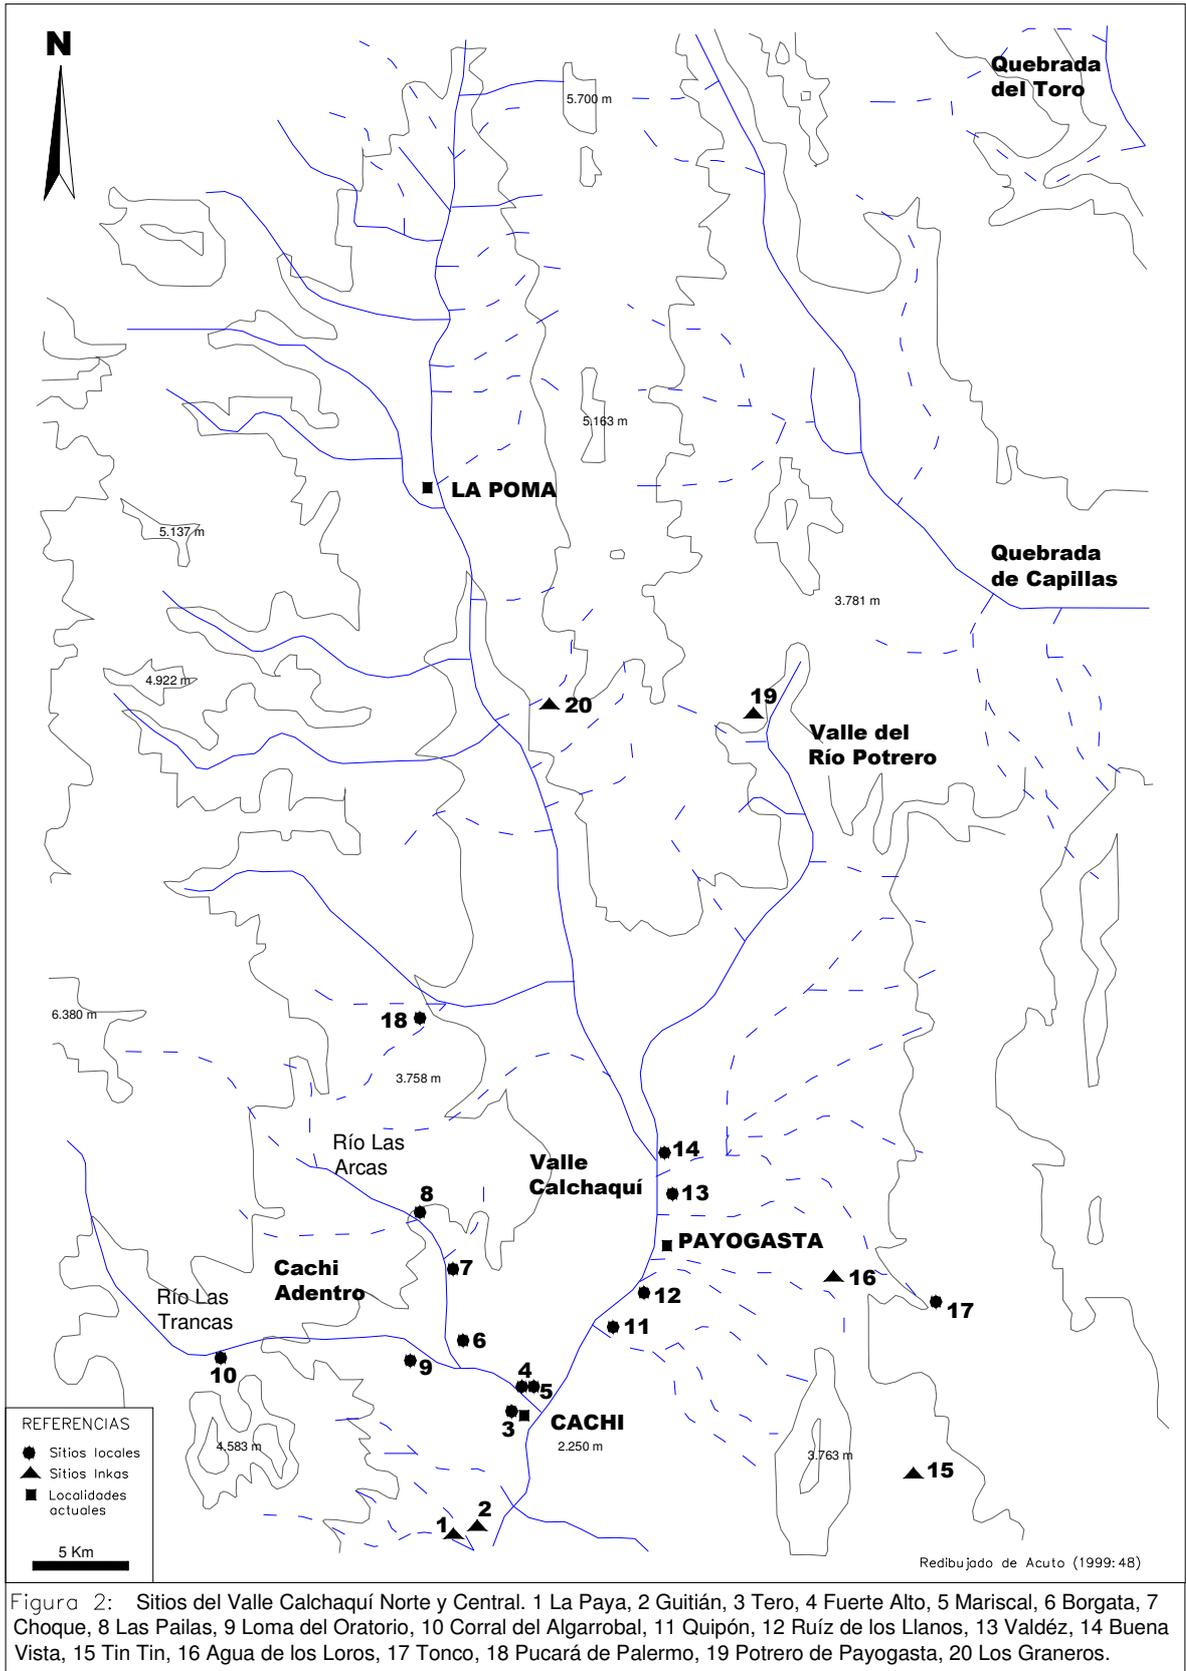 N
Quebrada
del Toro
5.700 m
5.163 m
LA POMA
5.137 m
Quebrada
de Capillas
3.781 m
4.922 m
20
19
Valle del
Río Potrero
6.380 m
18
3.758 m
Río Las
Arcas
14
Valle
Calchaquí
13
8
PAYOGASTA
Cachi
Adentro
7
16
Río Las
Trancas
12
17
11
6
9
10
4
5
3
CACHI
2.250 m
4.583 m
3.763 m
15
2
1
REFERENCIAS
Sitios locales
Sitios Inkas
Localidades
actuales
5 Km
Redibujado de Acuto (1999:48)
Figura 2: Sitios del Valle Calchaquí Norte y Central. 1 La Paya, 2 Guitián, 3 Tero, 4 Fuerte Alto, 5 Mariscal, 6 Borgata, 7
Choque, 8 Las Pailas, 9 Loma del Oratorio, 10 Corral del Algarrobal, 11 Quipón, 12 Ruíz de los Llanos, 13 Valdéz, 14 Buena
Vista, 15 Tin Tin, 16 Agua de los Loros, 17 Tonco, 18 Pucará de Palermo, 19 Potrero de Payogasta, 20 Los Graneros.